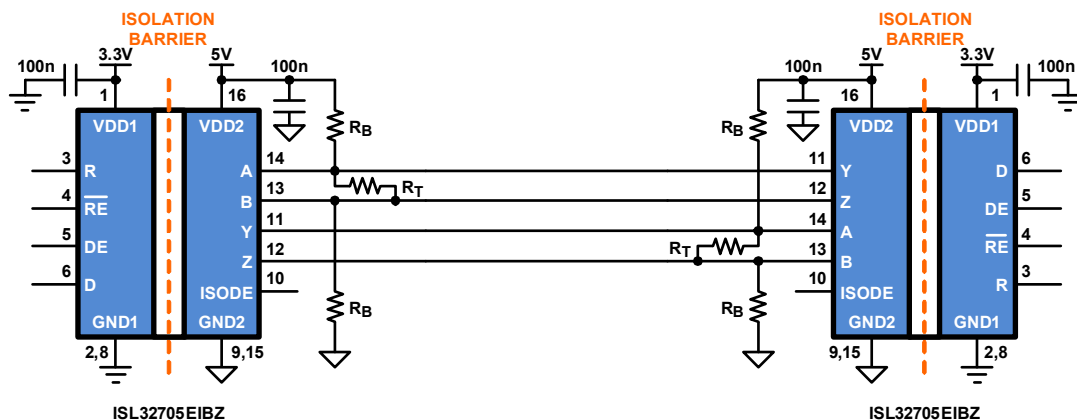 ISOLATION
BARRIER
3.3V
5V
100n
100n
1
16
VDD1
VDD2
3
R
4
RE
5
DE
6
D
GND1
2,8
A
14
B
13
Y
11
Z
12
ISODE
10
GND2
9,15
RB
RT
RB
ISL32705EIBZ
ISOLATION
BARRIER
5V
3.3V
100n
100n
16
1
VDD2
VDD1
RB
RT
RB
11
Y
12
Z
14
A
13
B
10
ISODE
GND2
9,15
D
6
DE
5
RE
4
R
3
GND1
2,8
ISL32705EIBZ